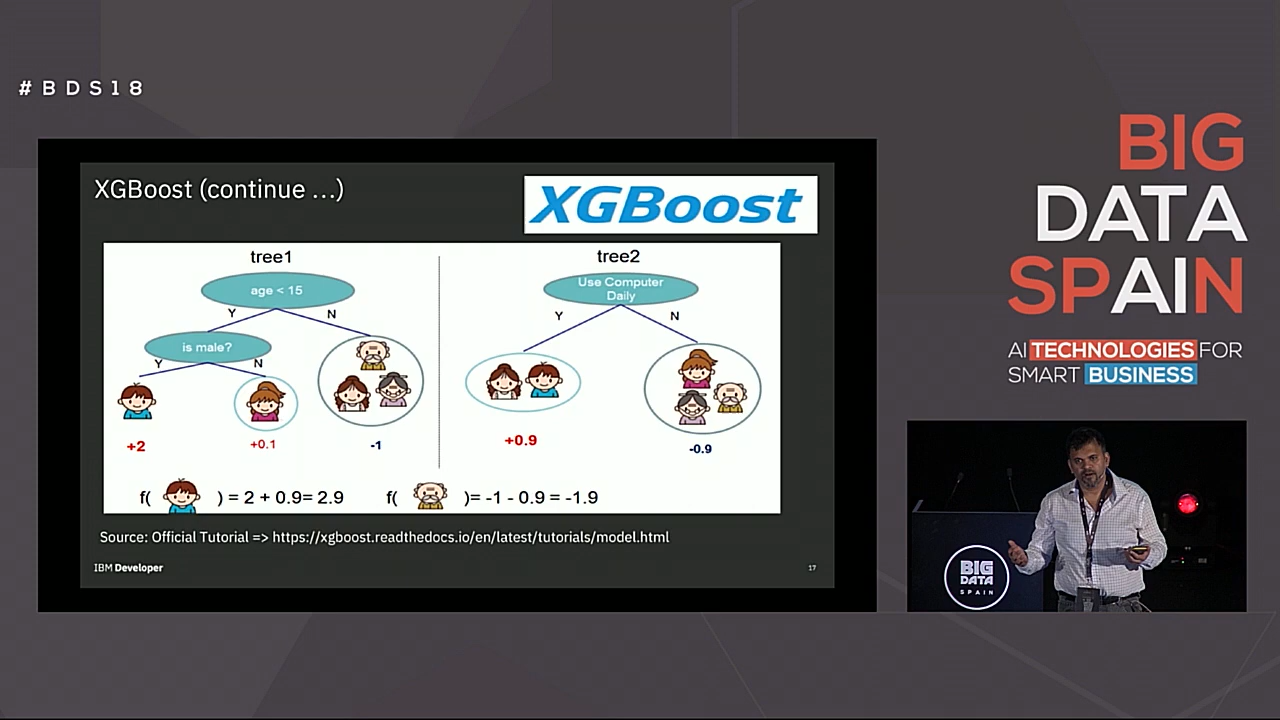 #BDS18
BIG
DATA
SPAIN
AI TECHNOLOGIES FOR
SMART BUSINESS
XGBoost (continue ...)
XGBoost
tree1
tree2
age < 15
Use Computer
Daily
Y
N
Y
N
is male?
Y
N
+2
+0.1
-1
+0.9
-0.9
f( ) = 2 + 0.9= 2.9
f( )= -1 - 0.9 = -1.9
Source: Official Tutorial => https://xgboost.readthedocs.io/en/latest/tutorials/model.html
IBM Developer
17
BIG
DATA
SPAIN